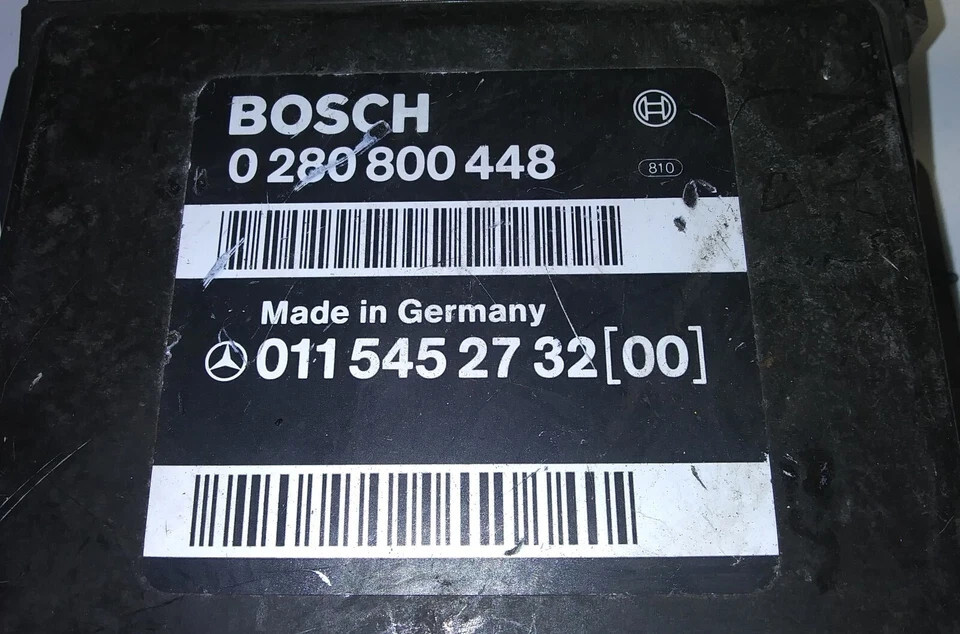 BOSCH
0 280 800 448
810
Made in Germany
011 545 27 32 [00]